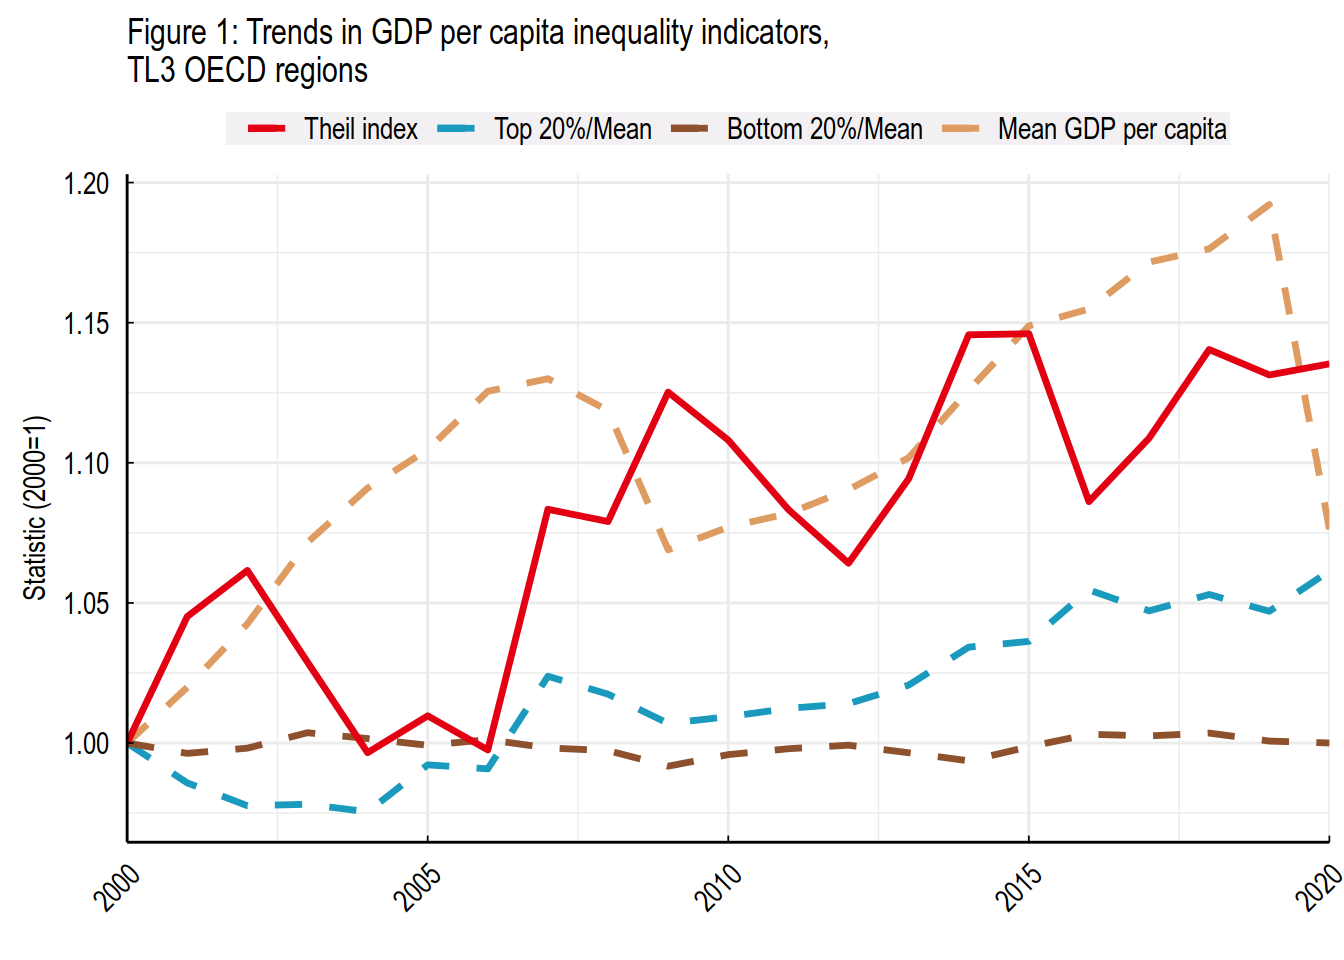 Figure 1: Trends in GDP per capita inequality indicators,
TL3 OECD regions
Theil index Top 20%/Mean Bottom 20%/Mean Mean GDP per capita
1.20
1.15
1.10
1.05
1.00
Statistic (2000=1)
2000 2005 2010 2015 2020